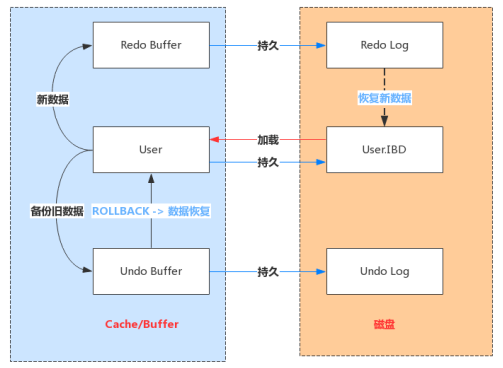 Redo Buffer
持久
Redo Log
新数据
恢复新数据
User
加载
持久
User.IBD
备份旧数据
ROLLBACK -> 数据恢复
Undo Buffer
持久
Undo Log
Cache/Buffer
磁盘